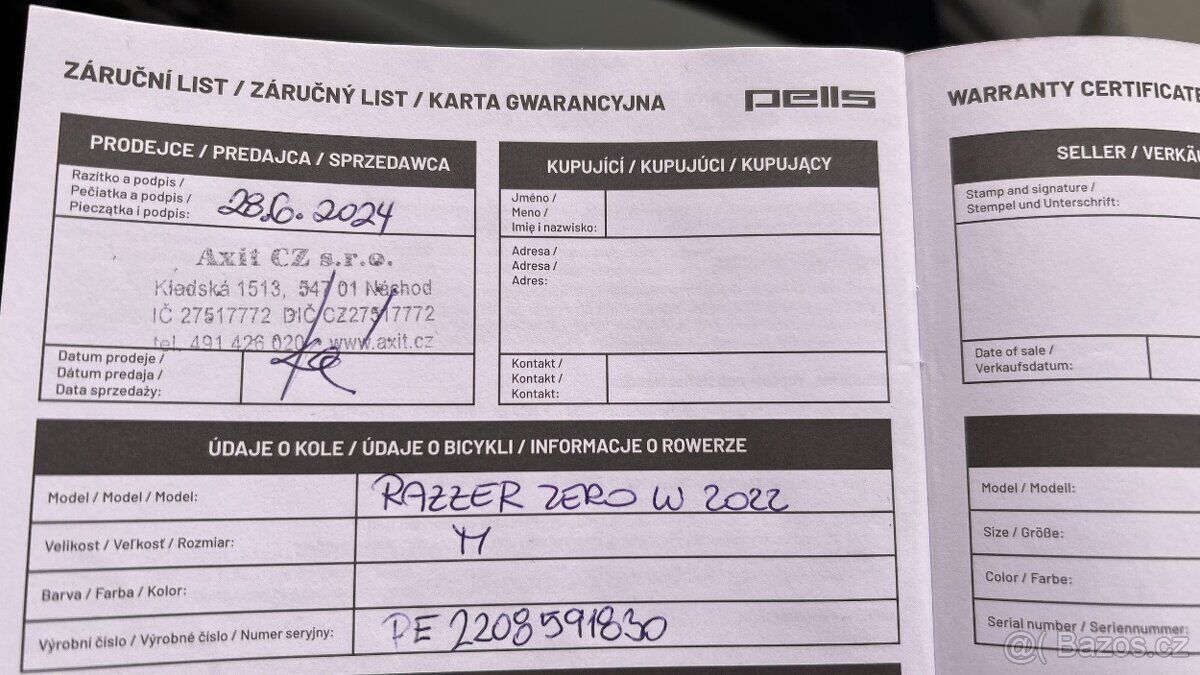 ZÁRUČNÍ LIST / ZÁRUČNÝ LIST / KARTA GWARANCYJNA
pells
PRODEJCE / PREDAJCA / SPRZEDAWCA
Razítko a podpis /
Pečiatka a podpis /
Pieczątka i podpis:
28.6. 2024
Axit CZ s.r.o.
Kladská 1513, 547 01 Náchod
IČ 27517772 DIČ CZ27517772
tel. 491 426 020 www.axit.cz
Datum prodeje /
Dátum predaja /
Data sprzedaży:
KUPUJÍCÍ / KUPUJÚCI / KUPUJĄCY
Jméno /
Meno /
Imię i nazwisko:
Adresa /
Adresa /
Adres:
Kontakt /
Kontakt /
Kontakt:
ÚDAJE O KOLE / ÚDAJE O BICYKLI / INFORMACJE O ROWERZE
Model / Model / Model: RAZZER ZERO W 2022
Velikost / Veľkosť / Rozmiar: M
Barva / Farba / Kolor:
Výrobní číslo / Výrobné číslo / Numer seryjny: PE 2208591830
WARRANTY CERTIFICATE
SELLER / VERKÄU
Stamp and signature /
Stempel und Unterschrift:
Date of sale /
Verkaufsdatum:
Model / Modell:
Size / Größe:
Color / Farbe:
Serial number / Seriennummer:
@( Bazos.cz